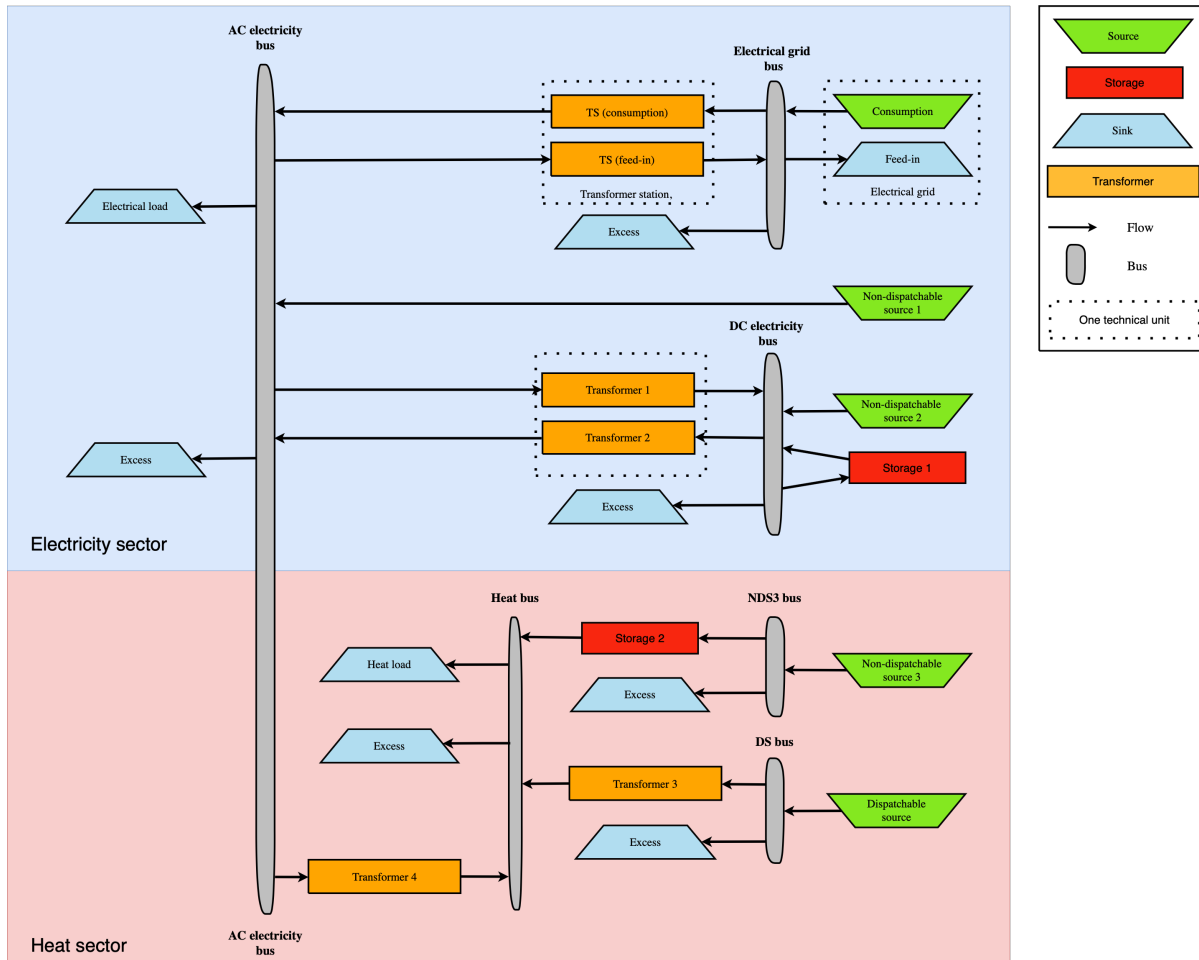 AC electricity
bus
Electrical grid
bus
TS (consumption)
Consumption
TS (feed-in)
Feed-in
Transformer station,
Electrical grid
Electrical load
Excess
Non-dispatchable
source 1
DC electricity
bus
Transformer 1
Non-dispatchable
source 2
Transformer 2
Excess
Storage 1
Excess
Electricity sector
Heat bus
NDS3 bus
Storage 2
Heat load
Non-dispatchable
source 3
Excess
Excess
DS bus
Transformer 3
Dispatchable
source
Excess
Transformer 4
AC electricity
bus
Heat sector
Source
Storage
Sink
Transformer
Flow
Bus
One technical unit